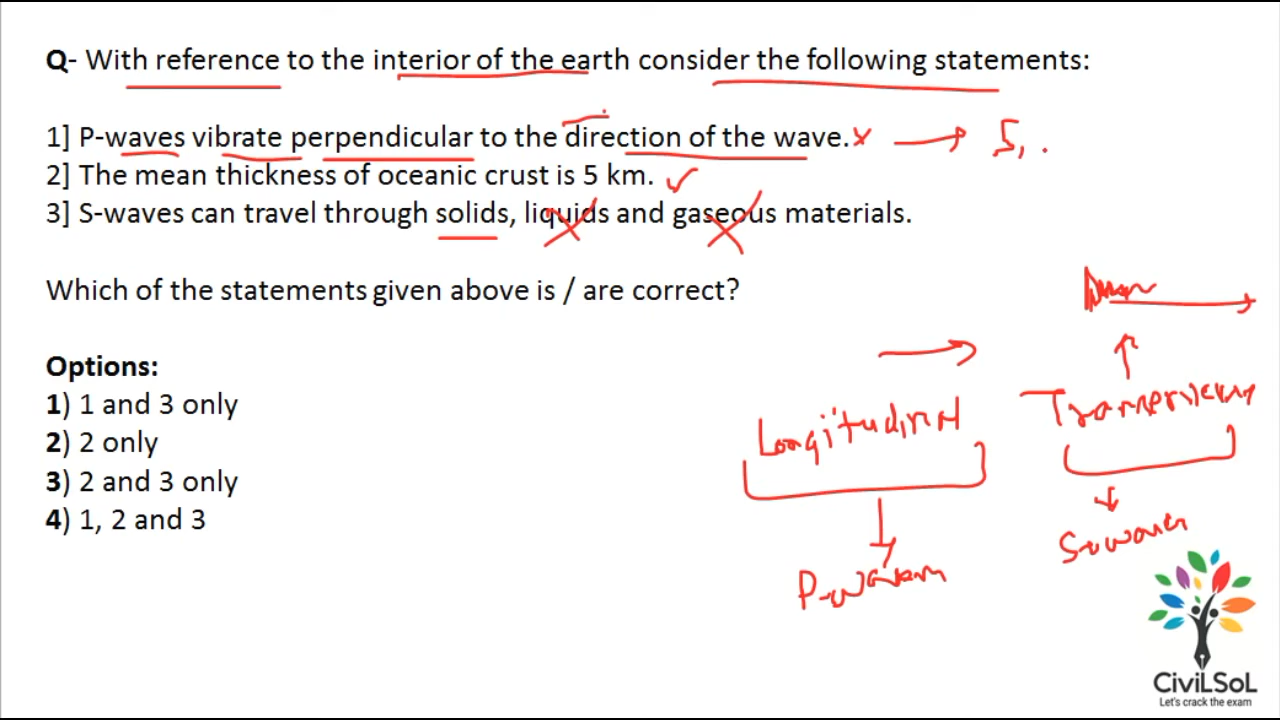 Q- With reference to the interior of the earth consider the following statements:
1] P-waves vibrate perpendicular to the direction of the wave.x → S,.
2] The mean thickness of oceanic crust is 5 km. ✓
3] S-waves can travel through solids, liquids and gaseous materials.
Which of the statements given above is / are correct?
Options:
1) 1 and 3 only
2) 2 only
3) 2 and 3 only
4) 1, 2 and 3
Longitudinal
P-waves
S-waves
CiviLSoL
Let's crack the exam